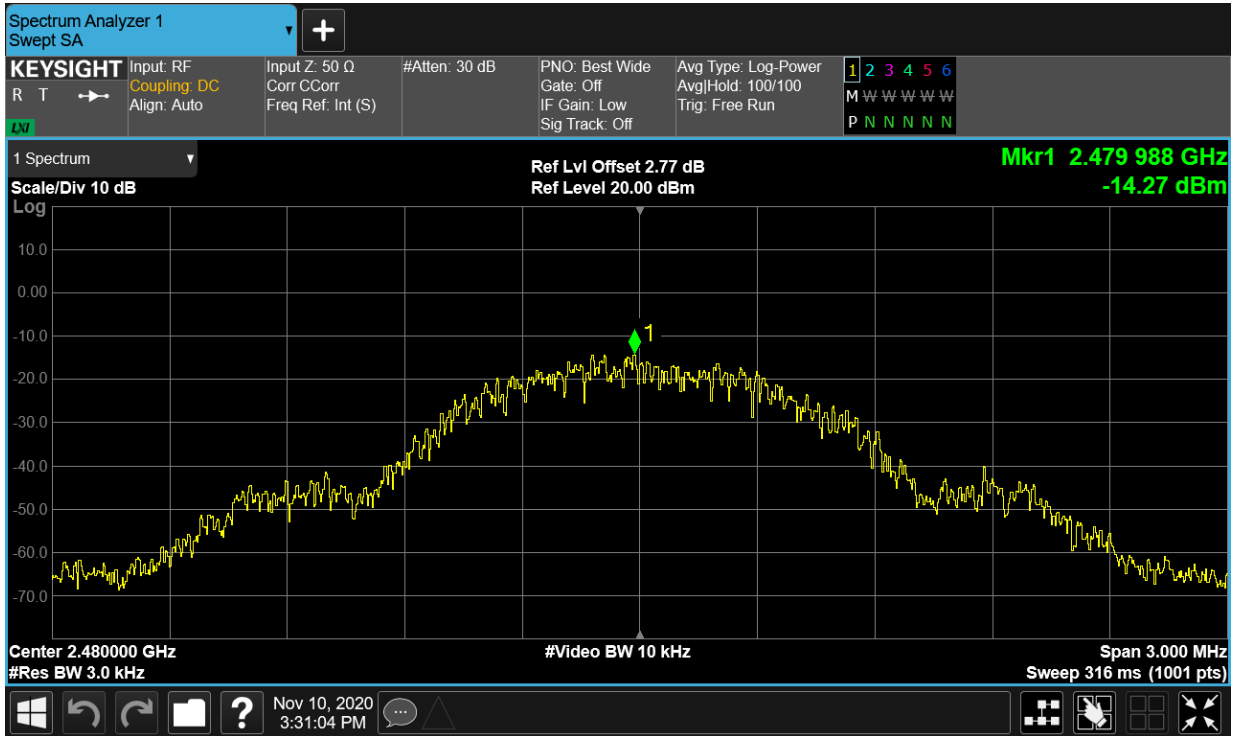 Spectrum Analyzer 1
Swept SA
+
KEYSIGHT
R T
LXI
Input: RF
Coupling: DC
Align: Auto
Input Z: 50 Ω
Corr CCorr
Freq Ref: Int (S)
#Atten: 30 dB
PNO: Best Wide
Gate: Off
IF Gain: Low
Sig Track: Off
Avg Type: Log-Power
Avg|Hold: 100/100
Trig: Free Run
1 2 3 4 5 6
M W W W W W
P N N N N N
1 Spectrum
Scale/Div 10 dB
Log
Ref Lvl Offset 2.77 dB
Ref Level 20.00 dBm
Mkr1 2.479 988 GHz
-14.27 dBm
10.0
0.00
-10.0
-20.0
-30.0
-40.0
-50.0
-60.0
-70.0
1
Center 2.480000 GHz
#Res BW 3.0 kHz
#Video BW 10 kHz
Span 3.000 MHz
Sweep 316 ms (1001 pts)
?
Nov 10, 2020
3:31:04 PM